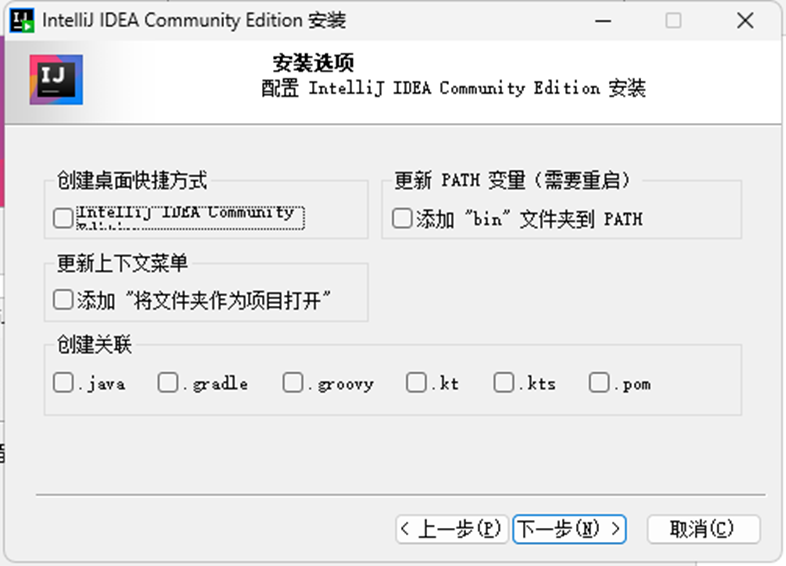 IntelliJ IDEA Community Edition 安装
IJ
安装选项
配置 IntelliJ IDEA Community Edition 安装
创建桌面快捷方式
IntelliJ IDEA Community
更新 PATH 变量（需要重启）
添加 "bin" 文件夹到 PATH
更新上下文菜单
添加 "将文件夹作为项目打开"
创建关联
.java .gradle .groovy .kt .kts .pom
< 上一步(P) 下一步(N) > 取消(C)